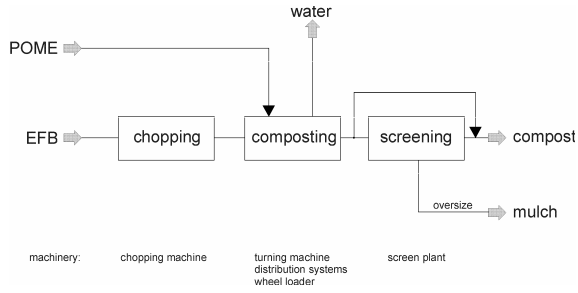 water
POME
EFB
chopping
composting
screening
compost
oversize
mulch
machinery:
chopping machine
turning machine
distribution systems
wheel loader
screen plant